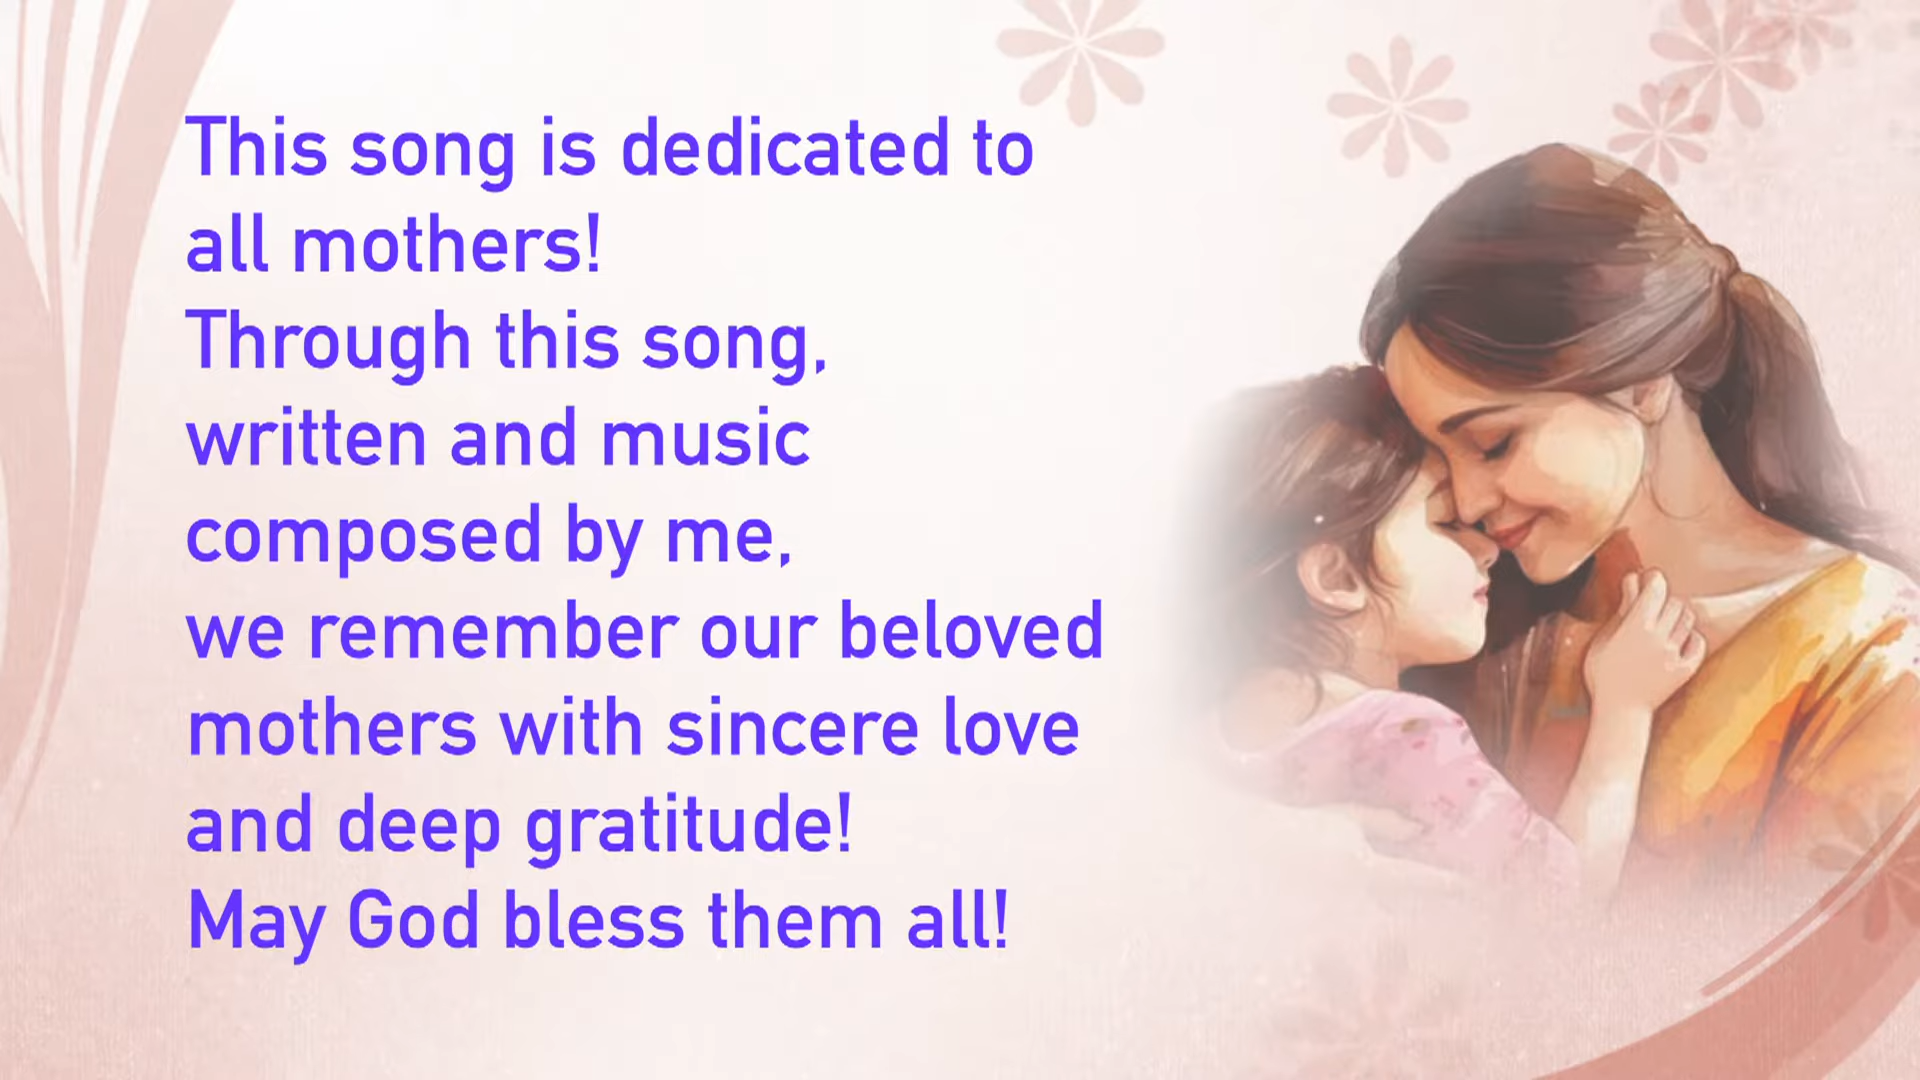 This song is dedicated to
all mothers!
Through this song,
written and music
composed by me,
we remember our beloved
mothers with sincere love
and deep gratitude!
May God bless them all!